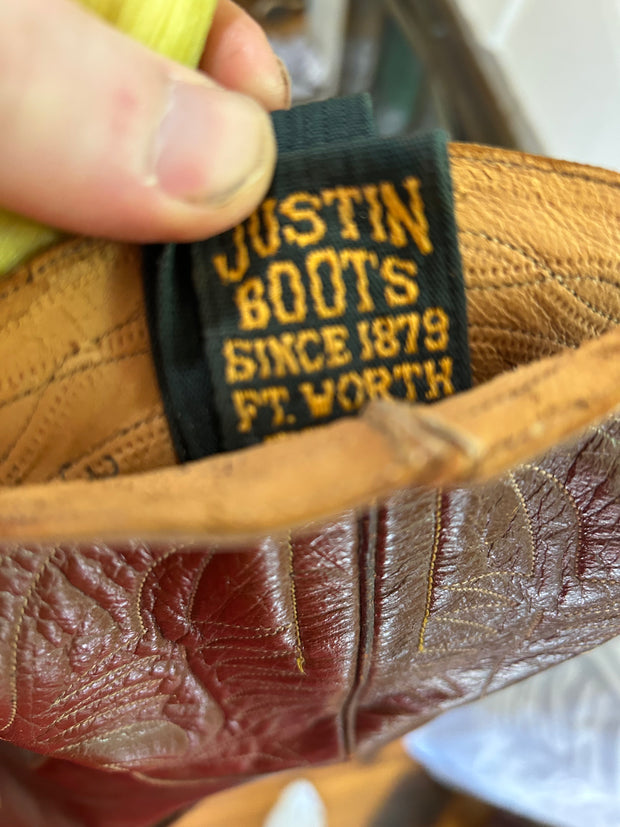 JUSTIN
BOOTS
SINCE 1879
FT. WORTH